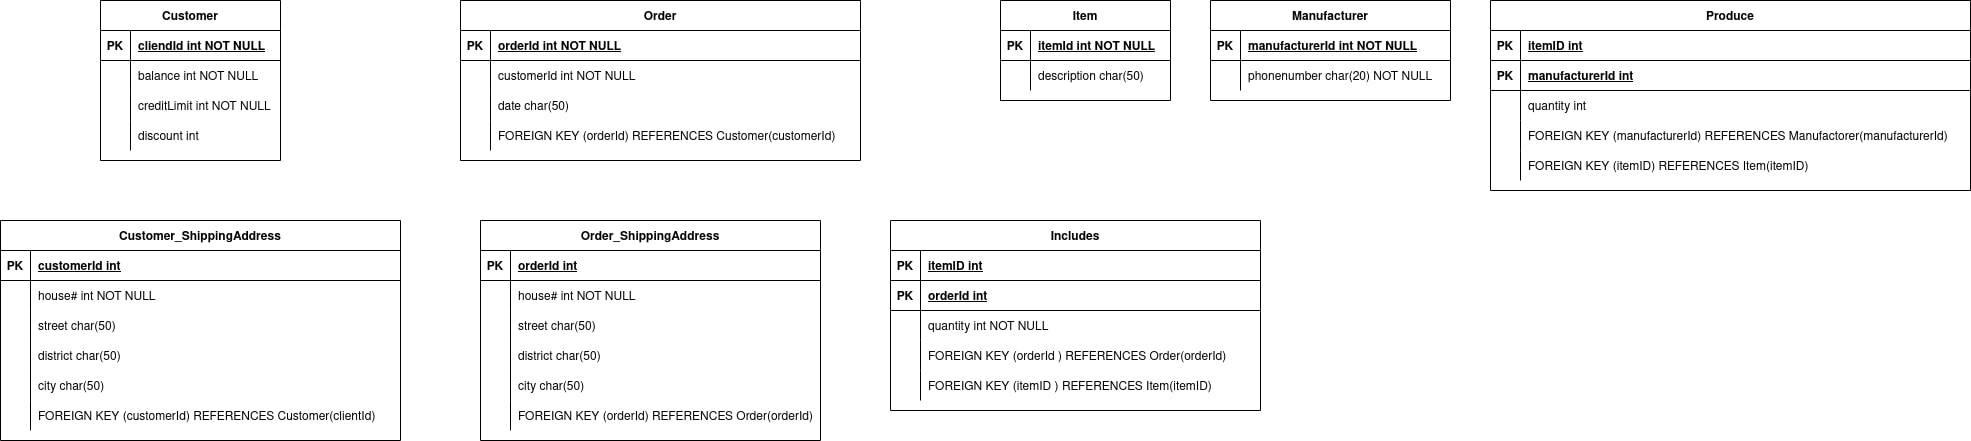 Customer
PK cliendId int NOT NULL
balance int NOT NULL
creditLimit int NOT NULL
discount int
Order
PK orderId int NOT NULL
customerId int NOT NULL
date char(50)
FOREIGN KEY (orderId) REFERENCES Customer(customerId)
Item
PK itemId int NOT NULL
description char(50)
Manufacturer
PK manufacturerId int NOT NULL
phonenumber char(20) NOT NULL
Produce
PK itemID int
PK manufacturerId int
quantity int
FOREIGN KEY (manufacturerId) REFERENCES Manufactorer(manufacturerId)
FOREIGN KEY (itemID) REFERENCES Item(itemID)
Customer_ShippingAddress
PK customerId int
house# int NOT NULL
street char(50)
district char(50)
city char(50)
FOREIGN KEY (customerId) REFERENCES Customer(clientId)
Order_ShippingAddress
PK orderId int
house# int NOT NULL
street char(50)
district char(50)
city char(50)
FOREIGN KEY (orderId) REFERENCES Order(orderId)
Includes
PK itemID int
PK orderId int
quantity int NOT NULL
FOREIGN KEY (orderId ) REFERENCES Order(orderId)
FOREIGN KEY (itemID ) REFERENCES Item(itemID)